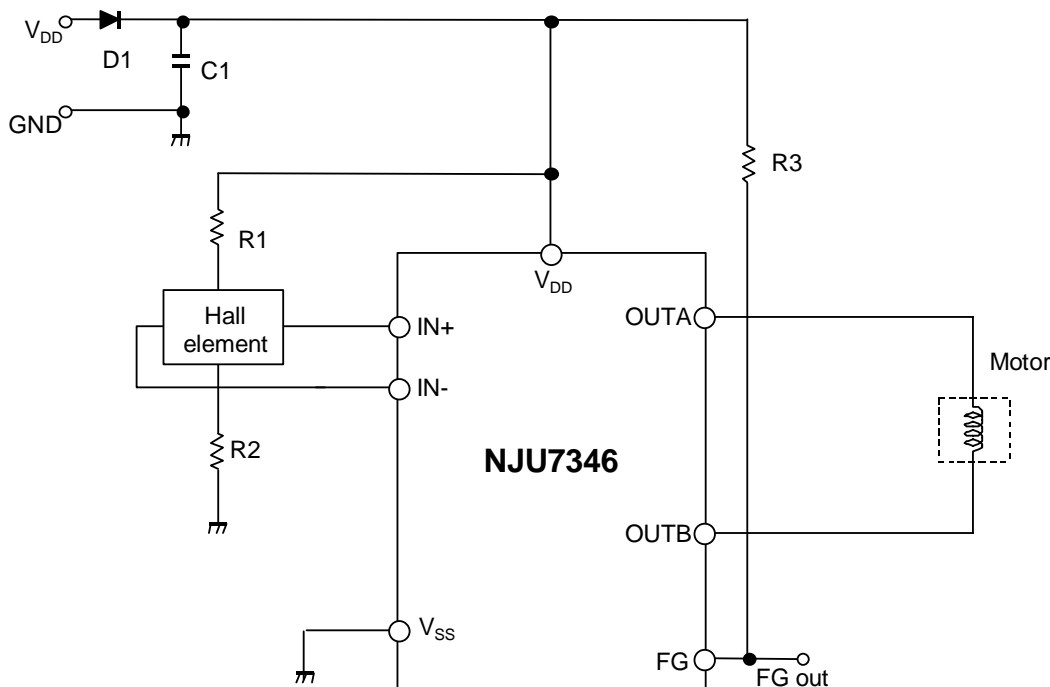 VDD
D1
C1
GND
R3
R1
VDD
Hall
element
IN+
OUTA
Motor
IN-
R2
NJU7346
OUTB
VSS
FG
FG out